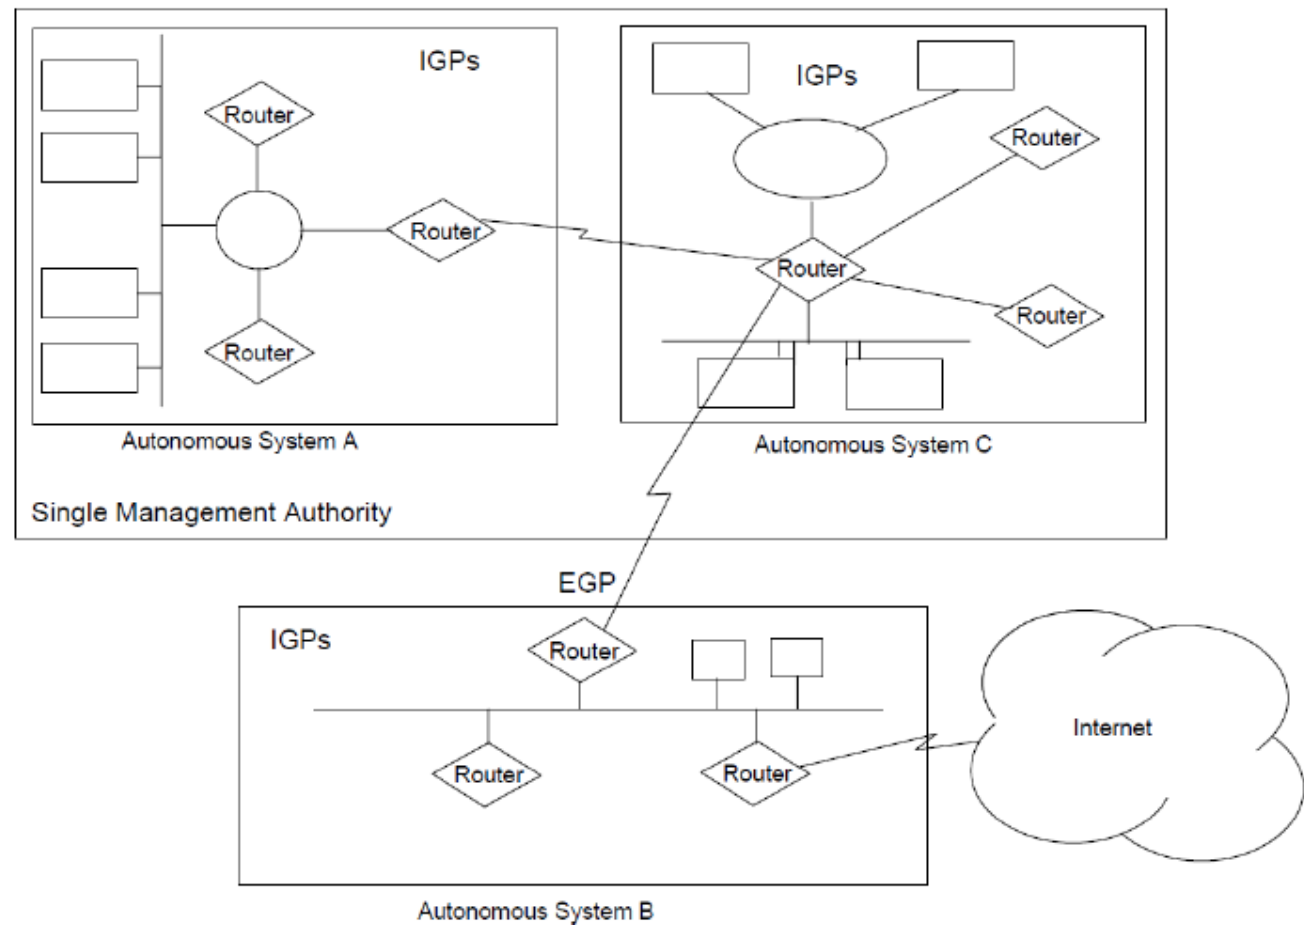 IGPs
Router
Router
Router
Autonomous System A
IGPs
Router
Router
Router
Autonomous System C
Single Management Authority
EGP
IGPs
Router
Router
Router
Autonomous System B
Internet